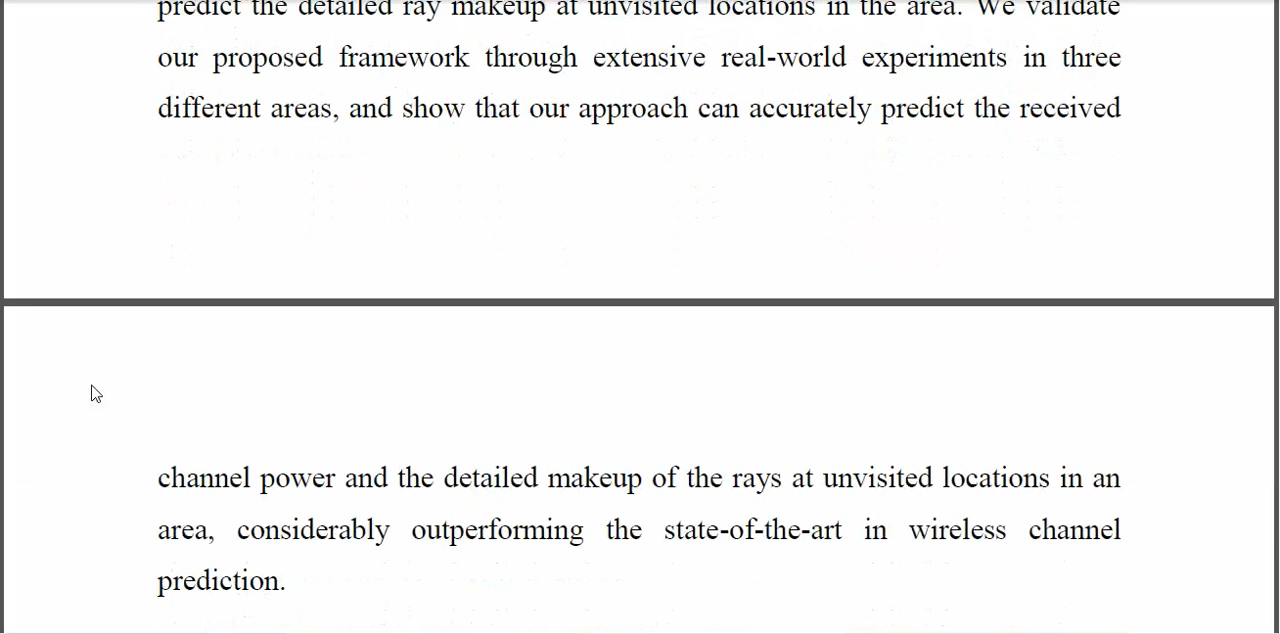 predict the detailed ray makeup at unvisited locations in the area. We validate
our proposed framework through extensive real-world experiments in three
different areas, and show that our approach can accurately predict the received
channel power and the detailed makeup of the rays at unvisited locations in an
area, considerably outperforming the state-of-the-art in wireless channel
prediction.